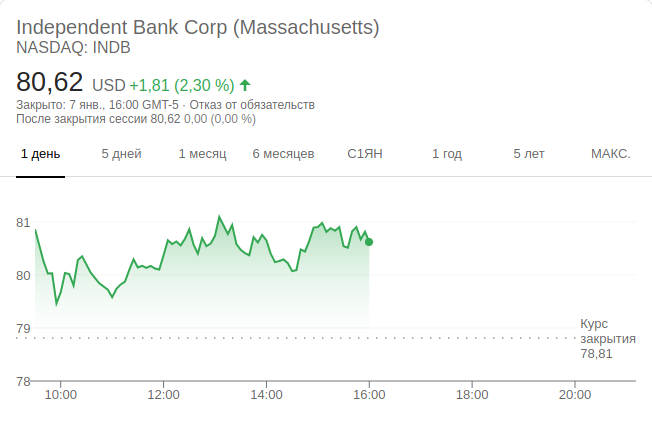 Independent Bank Corp (Massachusetts)
NASDAQ: INDB
80,62 USD +1,81 (2,30 %)
Закрыто: 7 янв., 16:00 GMT-5 · Отказ от обязательств
После закрытия сессии 80,62 0,00 (0,00 %)
1 день 5 дней 1 месяц 6 месяцев С1ЯН 1 год 5 лет МАКС.
81
80
79
Курс
закрытия
78,81
78
10:00 12:00 14:00 16:00 18:00 20:00